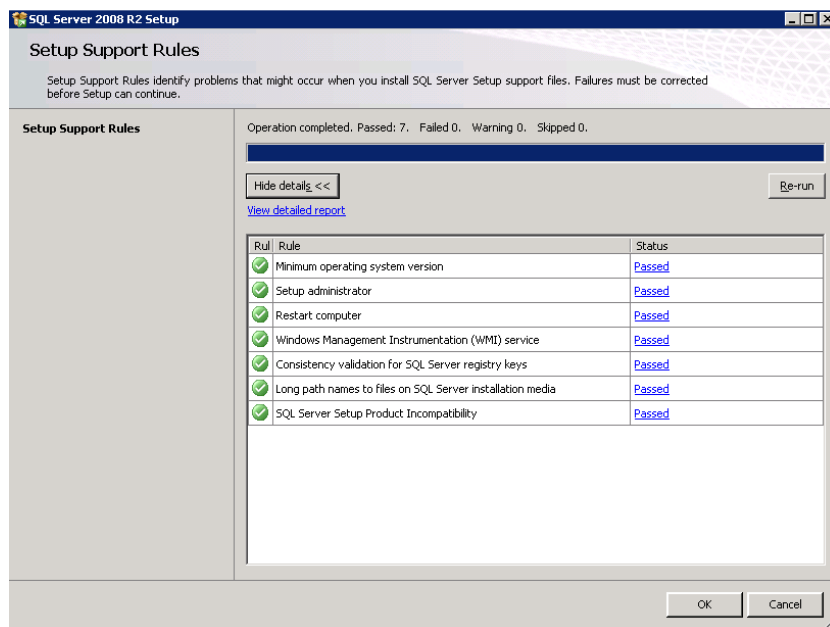 SQL Server 2008 R2 Setup
Setup Support Rules
Setup Support Rules identify problems that might occur when you install SQL Server Setup support files. Failures must be corrected
before Setup can continue.
Setup Support Rules
Operation completed. Passed: 7. Failed 0. Warning 0. Skipped 0.
Hide details <<
Re-run
View detailed report
Rul Rule Status
Minimum operating system version Passed
Setup administrator Passed
Restart computer Passed
Windows Management Instrumentation (WMI) service Passed
Consistency validation for SQL Server registry keys Passed
Long path names to files on SQL Server installation media Passed
SQL Server Setup Product Incompatibility Passed
OK Cancel